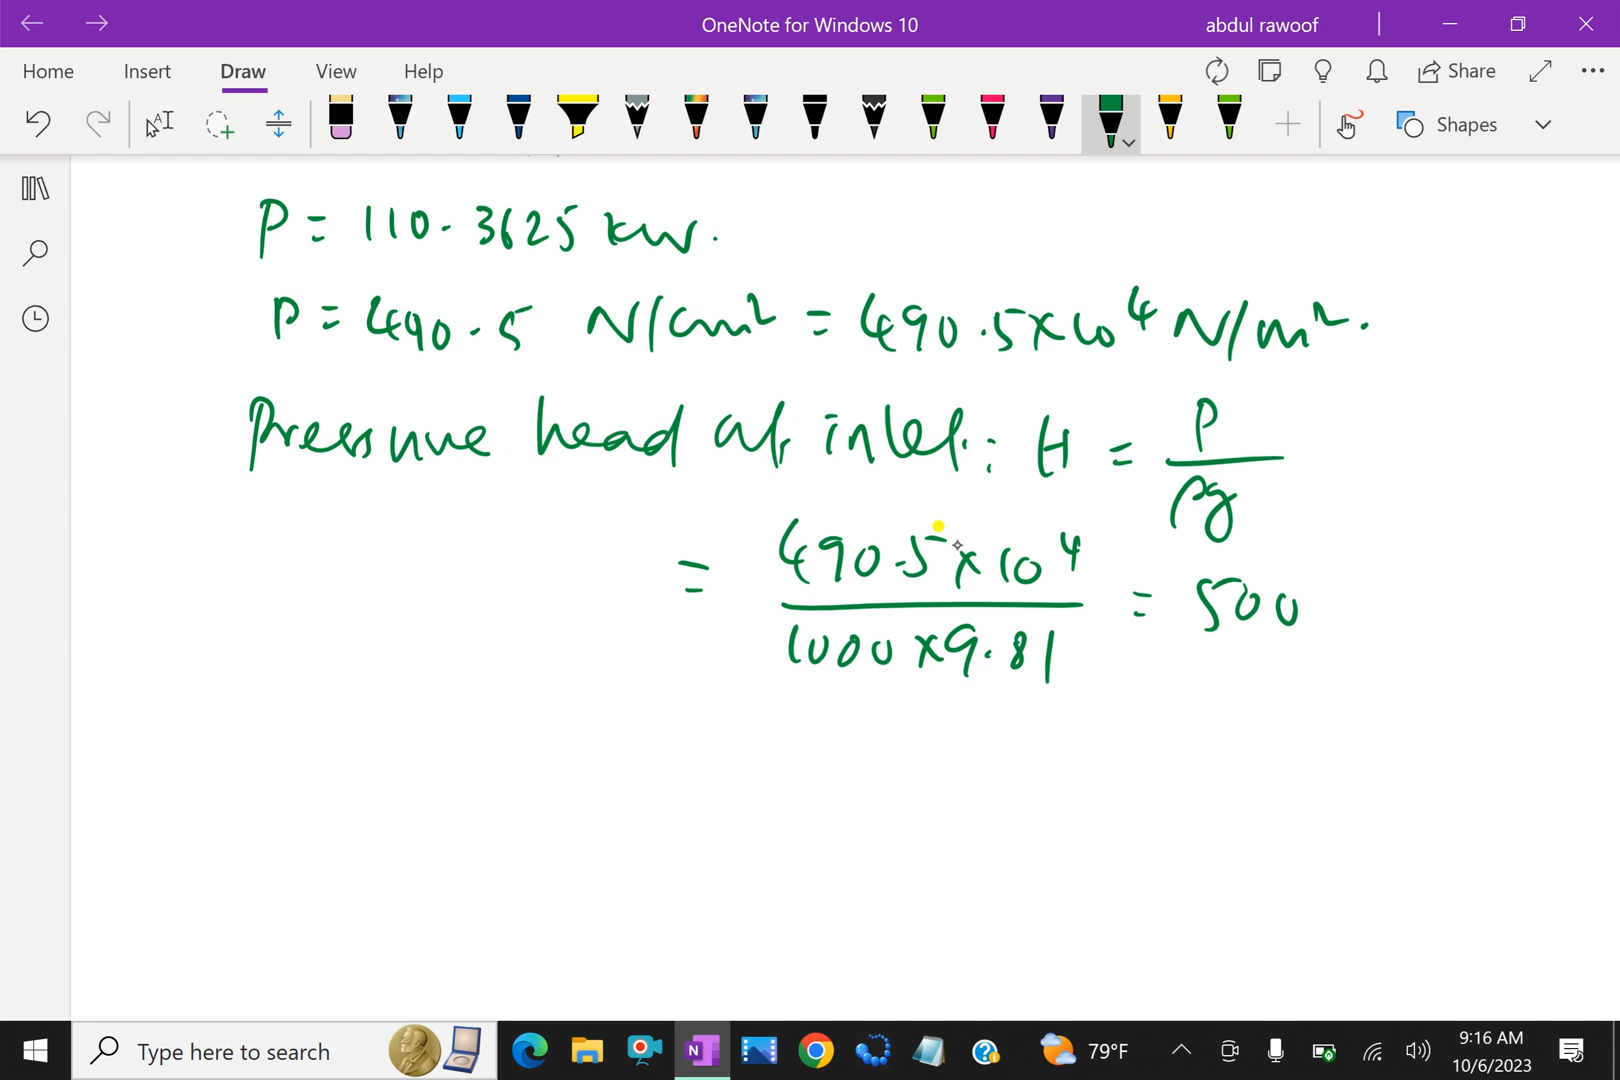 OneNote for Windows 10
abdul rawoof
Home Insert Draw View Help
Share
Shapes
P = 110.3625 kw.
P = 490.5 N/cm² = 490.5×10⁴ N/m².
Pressure head at inlet: H = P/ρg
= 490.5×10⁴/1000×9.81 = 500
Type here to search
79°F
9:16 AM
10/6/2023